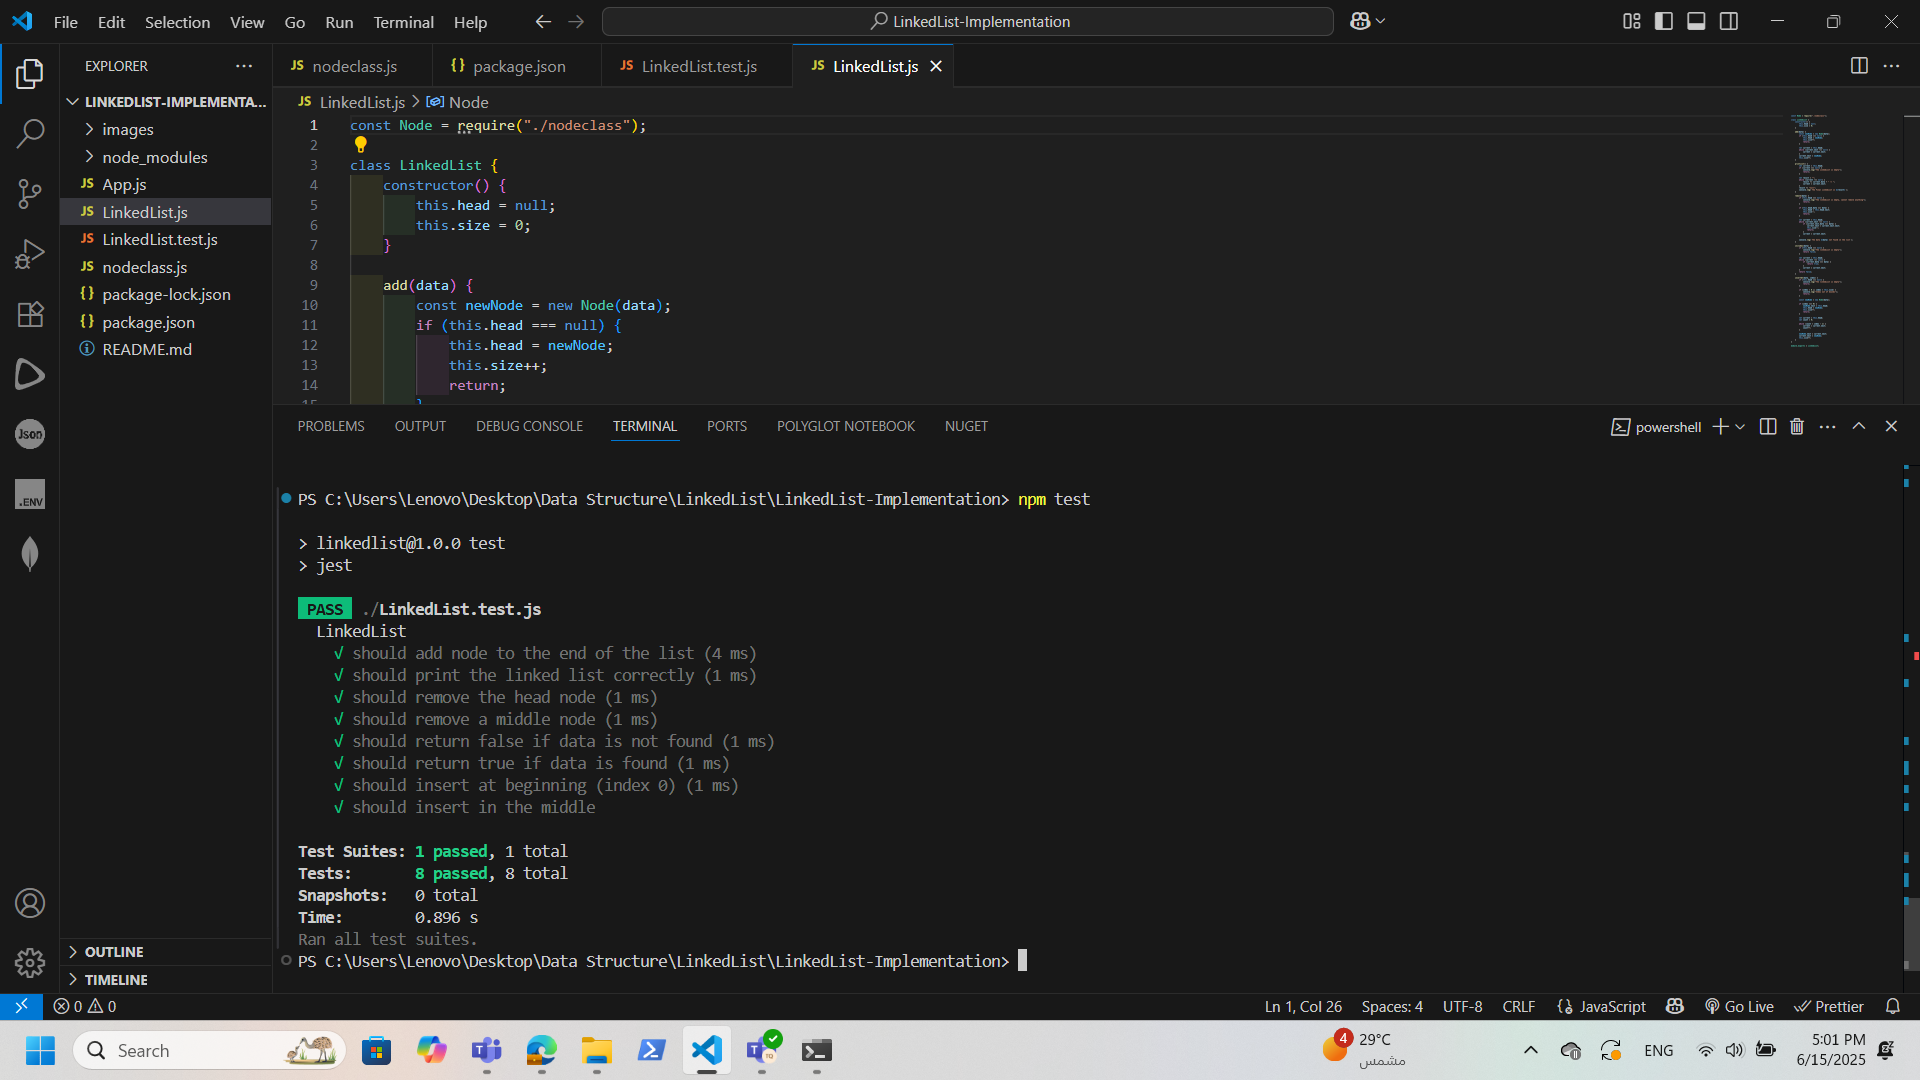 File Edit Selection View Go Run Terminal Help
LinkedList-Implementation
EXPLORER
LINKEDLIST-IMPLEMENTA...
images
node_modules
JS App.js
JS LinkedList.js
JS LinkedList.test.js
JS nodeclass.js
{} package-lock.json
{} package.json
README.md
OUTLINE
TIMELINE
JS nodeclass.js
{} package.json
JS LinkedList.test.js
JS LinkedList.js
JS LinkedList.js > Node
1 const Node = require("./nodeclass");
2
3 class LinkedList {
4 constructor() {
5 this.head = null;
6 this.size = 0;
7 }
8
9 add(data) {
10 const newNode = new Node(data);
11 if (this.head === null) {
12 this.head = newNode;
13 this.size++;
14 return;
15 }
PROBLEMS OUTPUT DEBUG CONSOLE TERMINAL PORTS POLYGLOT NOTEBOOK NUGET
powershell
PS C:\Users\Lenovo\Desktop\Data Structure\LinkedList\LinkedList-Implementation> npm test
> linkedlist@1.0.0 test
> jest
PASS ./LinkedList.test.js
LinkedList
√ should add node to the end of the list (4 ms)
√ should print the linked list correctly (1 ms)
√ should remove the head node (1 ms)
√ should remove a middle node (1 ms)
√ should return false if data is not found (1 ms)
√ should return true if data is found (1 ms)
√ should insert at beginning (index 0) (1 ms)
√ should insert in the middle
Test Suites: 1 passed, 1 total
Tests: 8 passed, 8 total
Snapshots: 0 total
Time: 0.896 s
Ran all test suites.
PS C:\Users\Lenovo\Desktop\Data Structure\LinkedList\LinkedList-Implementation>
Json
.ENV
0 0
Ln 1, Col 26 Spaces: 4 UTF-8 CRLF {} JavaScript Go Live Prettier
Search
4
29°C
مشمس
ENG
5:01 PM
6/15/2025